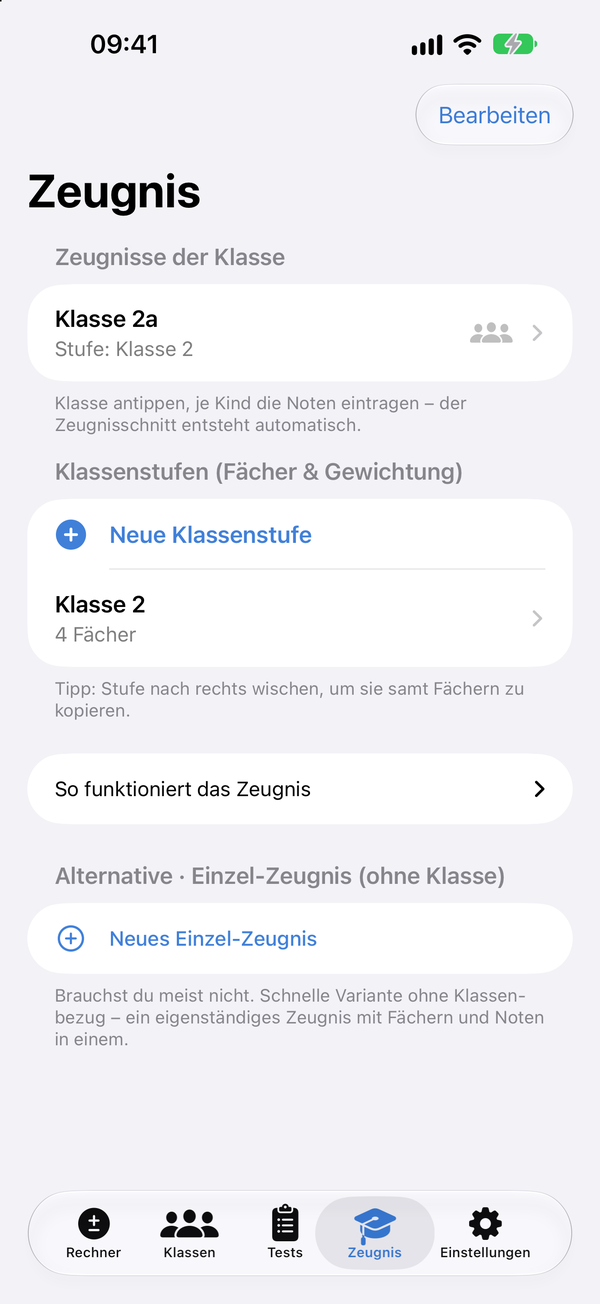 09:41
Bearbeiten
Zeugnis
Zeugnisse der Klasse
Klasse 2a
Stufe: Klasse 2
Klasse antippen, je Kind die Noten eintragen – der
Zeugnisschnitt entsteht automatisch.
Klassenstufen (Fächer & Gewichtung)
Neue Klassenstufe
Klasse 2
4 Fächer
Tipp: Stufe nach rechts wischen, um sie samt Fächern zu
kopieren.
So funktioniert das Zeugnis
Alternative · Einzel-Zeugnis (ohne Klasse)
Neues Einzel-Zeugnis
Brauchst du meist nicht. Schnelle Variante ohne Klassen-
bezug – ein eigenständiges Zeugnis mit Fächern und Noten
in einem.
Rechner
Klassen
Tests
Zeugnis
Einstellungen